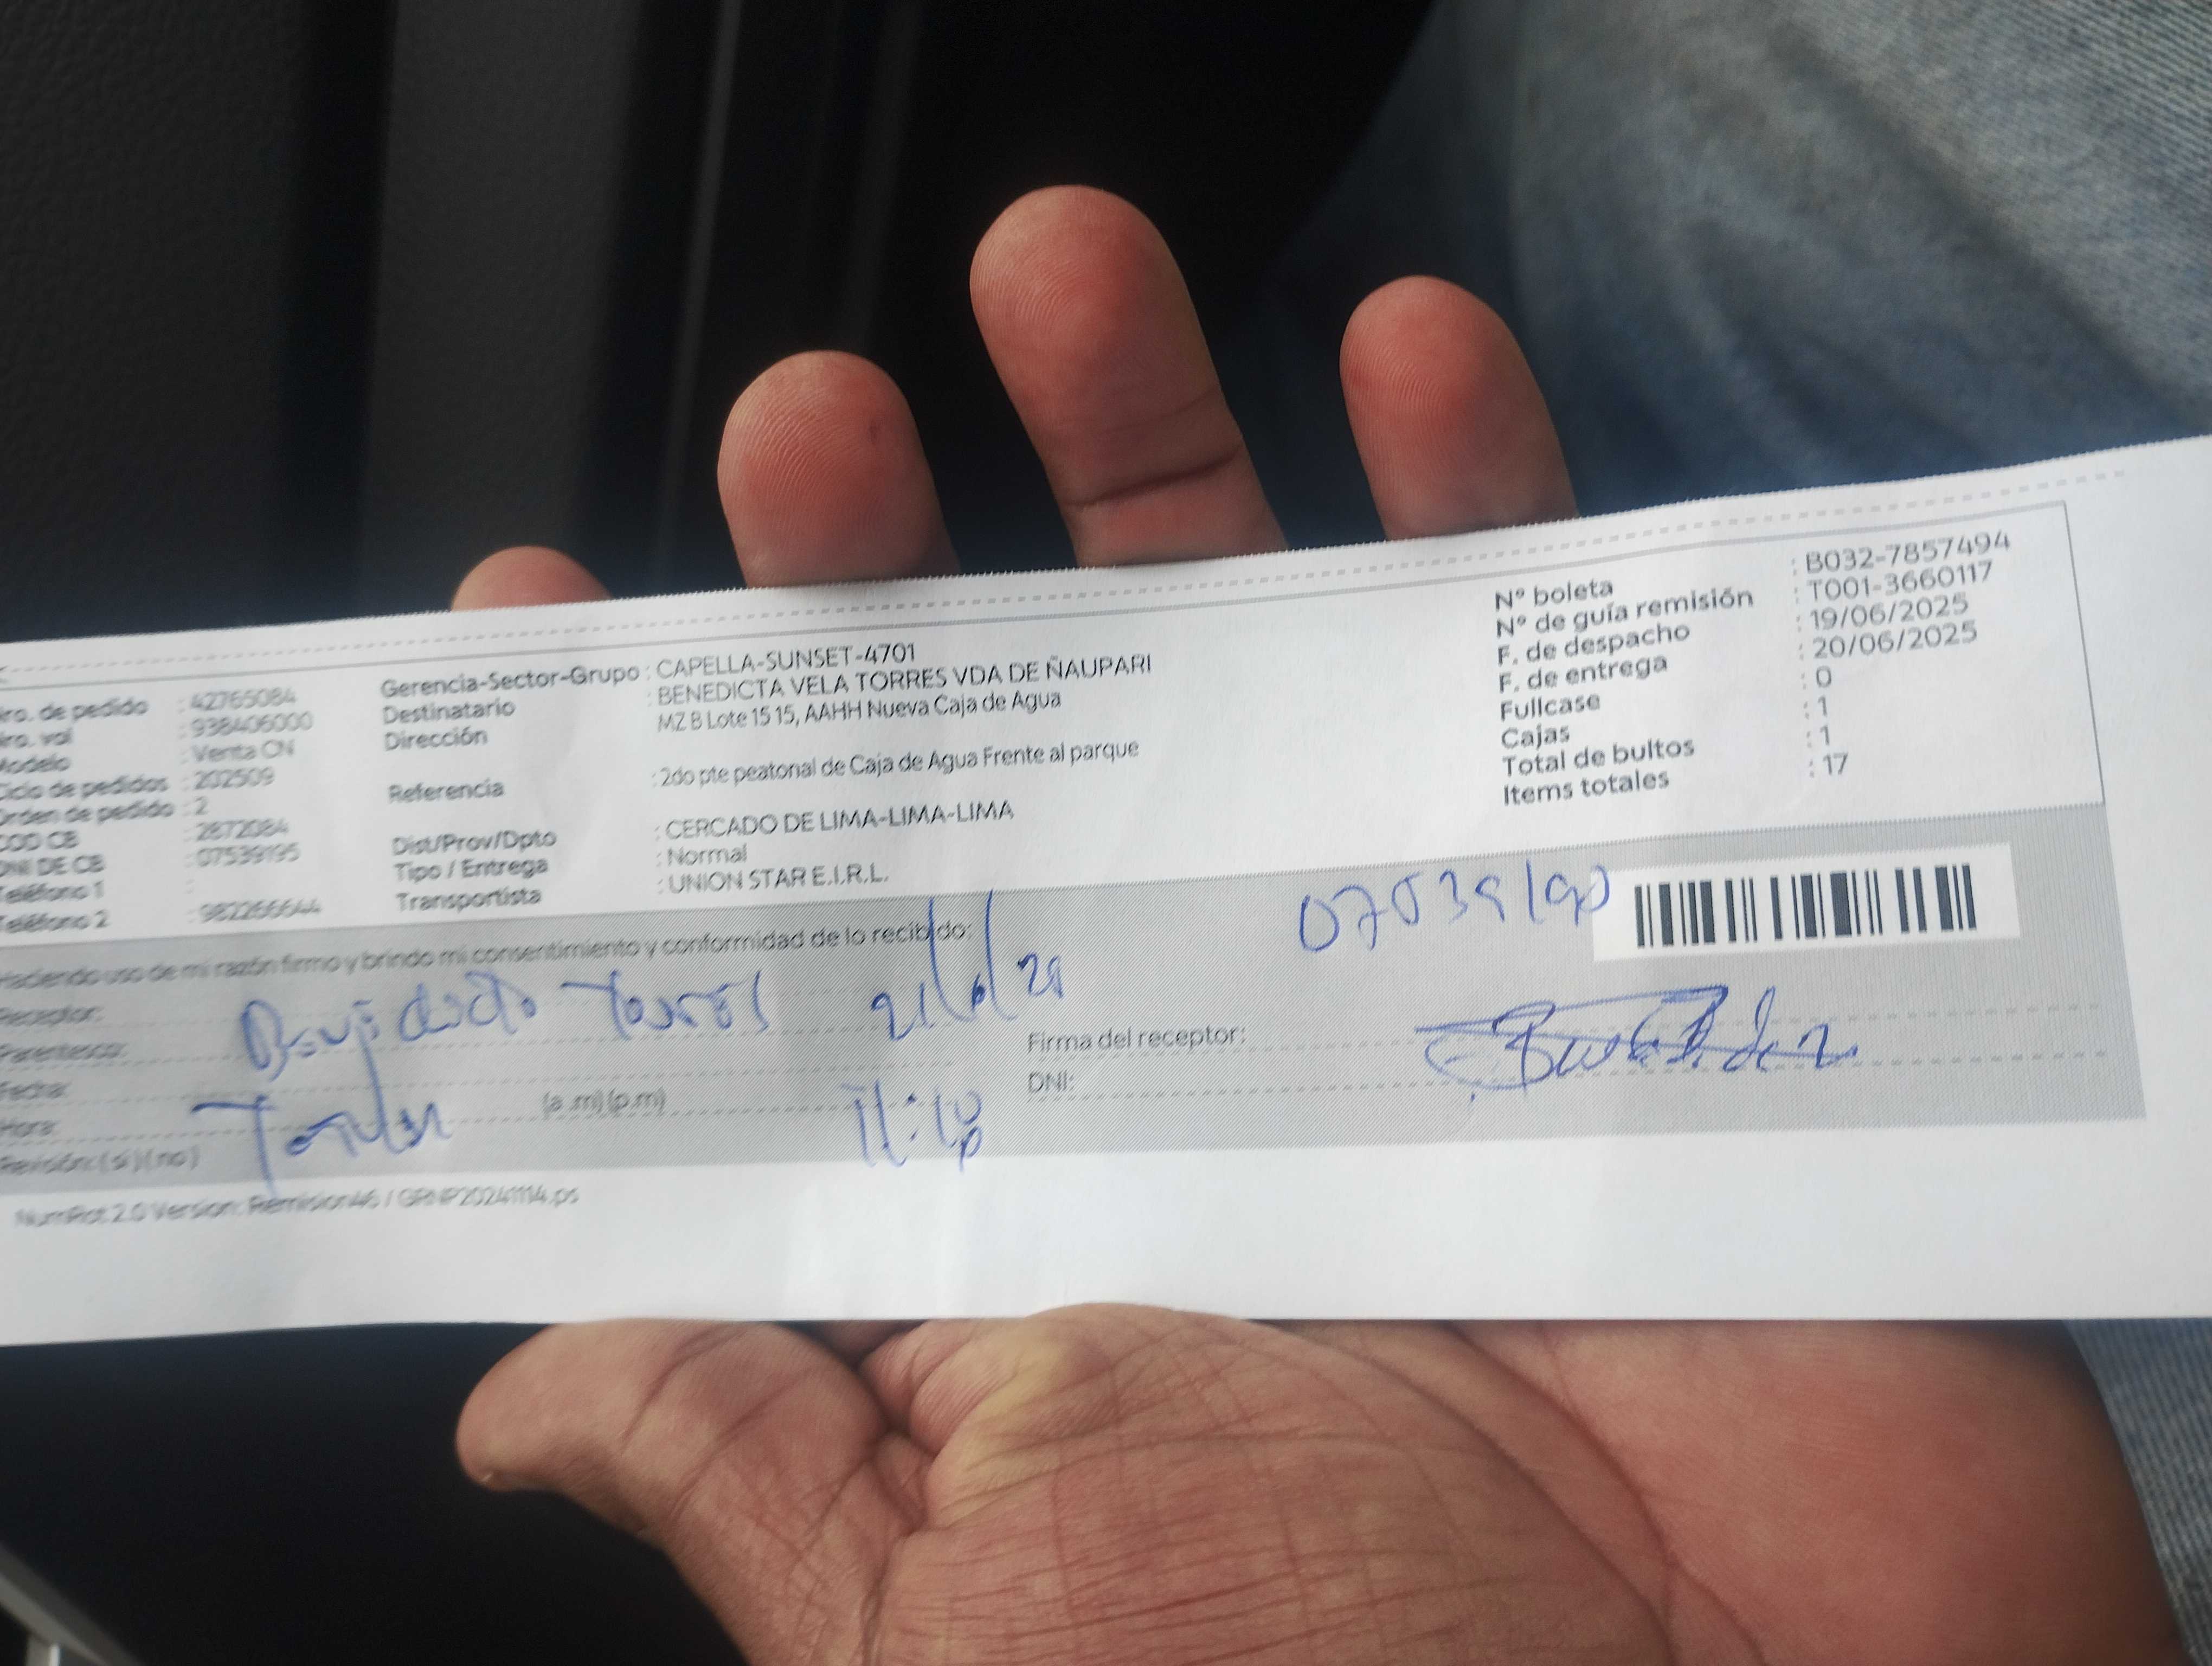 Nro. de pedido : 42765084
Nro. vol : 938406000
Modelo : Venta CN
Ciclo de pedidos : 202509
Orden de pedido : 2
COD CB : 2872084
DNI DE CB : 07539195
Teléfono 1 :
Teléfono 2 : 982266644
Gerencia-Sector-Grupo : CAPELLA-SUNSET-4701
Destinatario : BENEDICTA VELA TORRES VDA DE ÑAUPARI
Dirección MZ B Lote 15 15, AAHH Nueva Caja de Agua
Referencia : 2do pte peatonal de Caja de Agua Frente al parque
Dist/Prov/Dpto : CERCADO DE LIMA-LIMA-LIMA
Tipo / Entrega : Normal
Transportista : UNION STAR E.I.R.L.
Nº boleta : B032-7857494
Nº de guía remisión : T001-3660117
F. de despacho : 19/06/2025
F. de entrega : 20/06/2025
Fullcase : 0
Cajas : 1
Total de bultos : 1
Items totales : 17
Haciendo uso de mi razón firmo y brindo mi consentimiento y conformidad de lo recibido:
Receptor:
Parentesco:
Fecha:
Hora: (a.m) (p.m)
Revisión: (si) (no)
Torres
11:10
Firma del receptor:
DNI:
NumRot 2.0 Version: Remision46 / GRNP20241114.ps